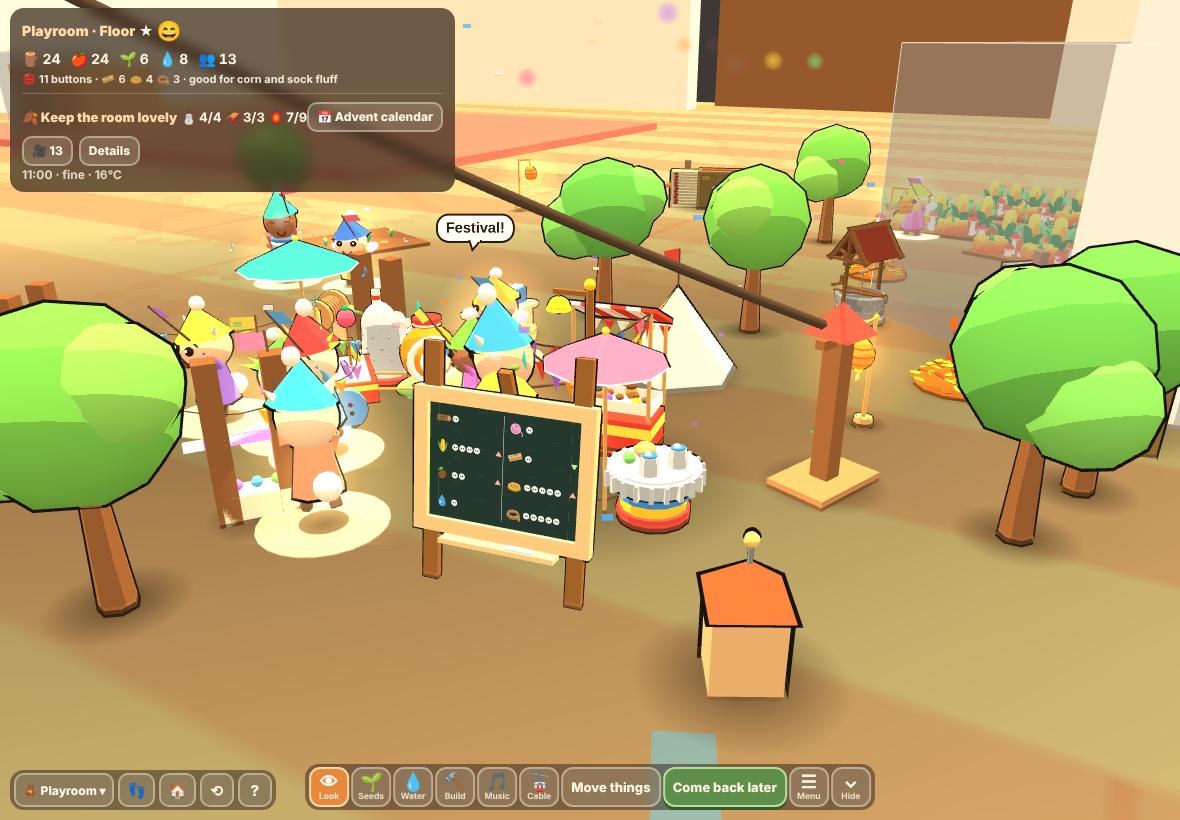 Playroom · Floor
24 24 6 8 13
11 buttons · 6 4 3 · good for corn and sock fluff
Keep the room lovely 4/4 3/3 7/9
Advent calendar
13
Details
11:00 · fine · 16°C
Festival!
Playroom
?
Look
Seeds
Water
Build
Music
Cable
Move things
Come back later
Menu
Hide